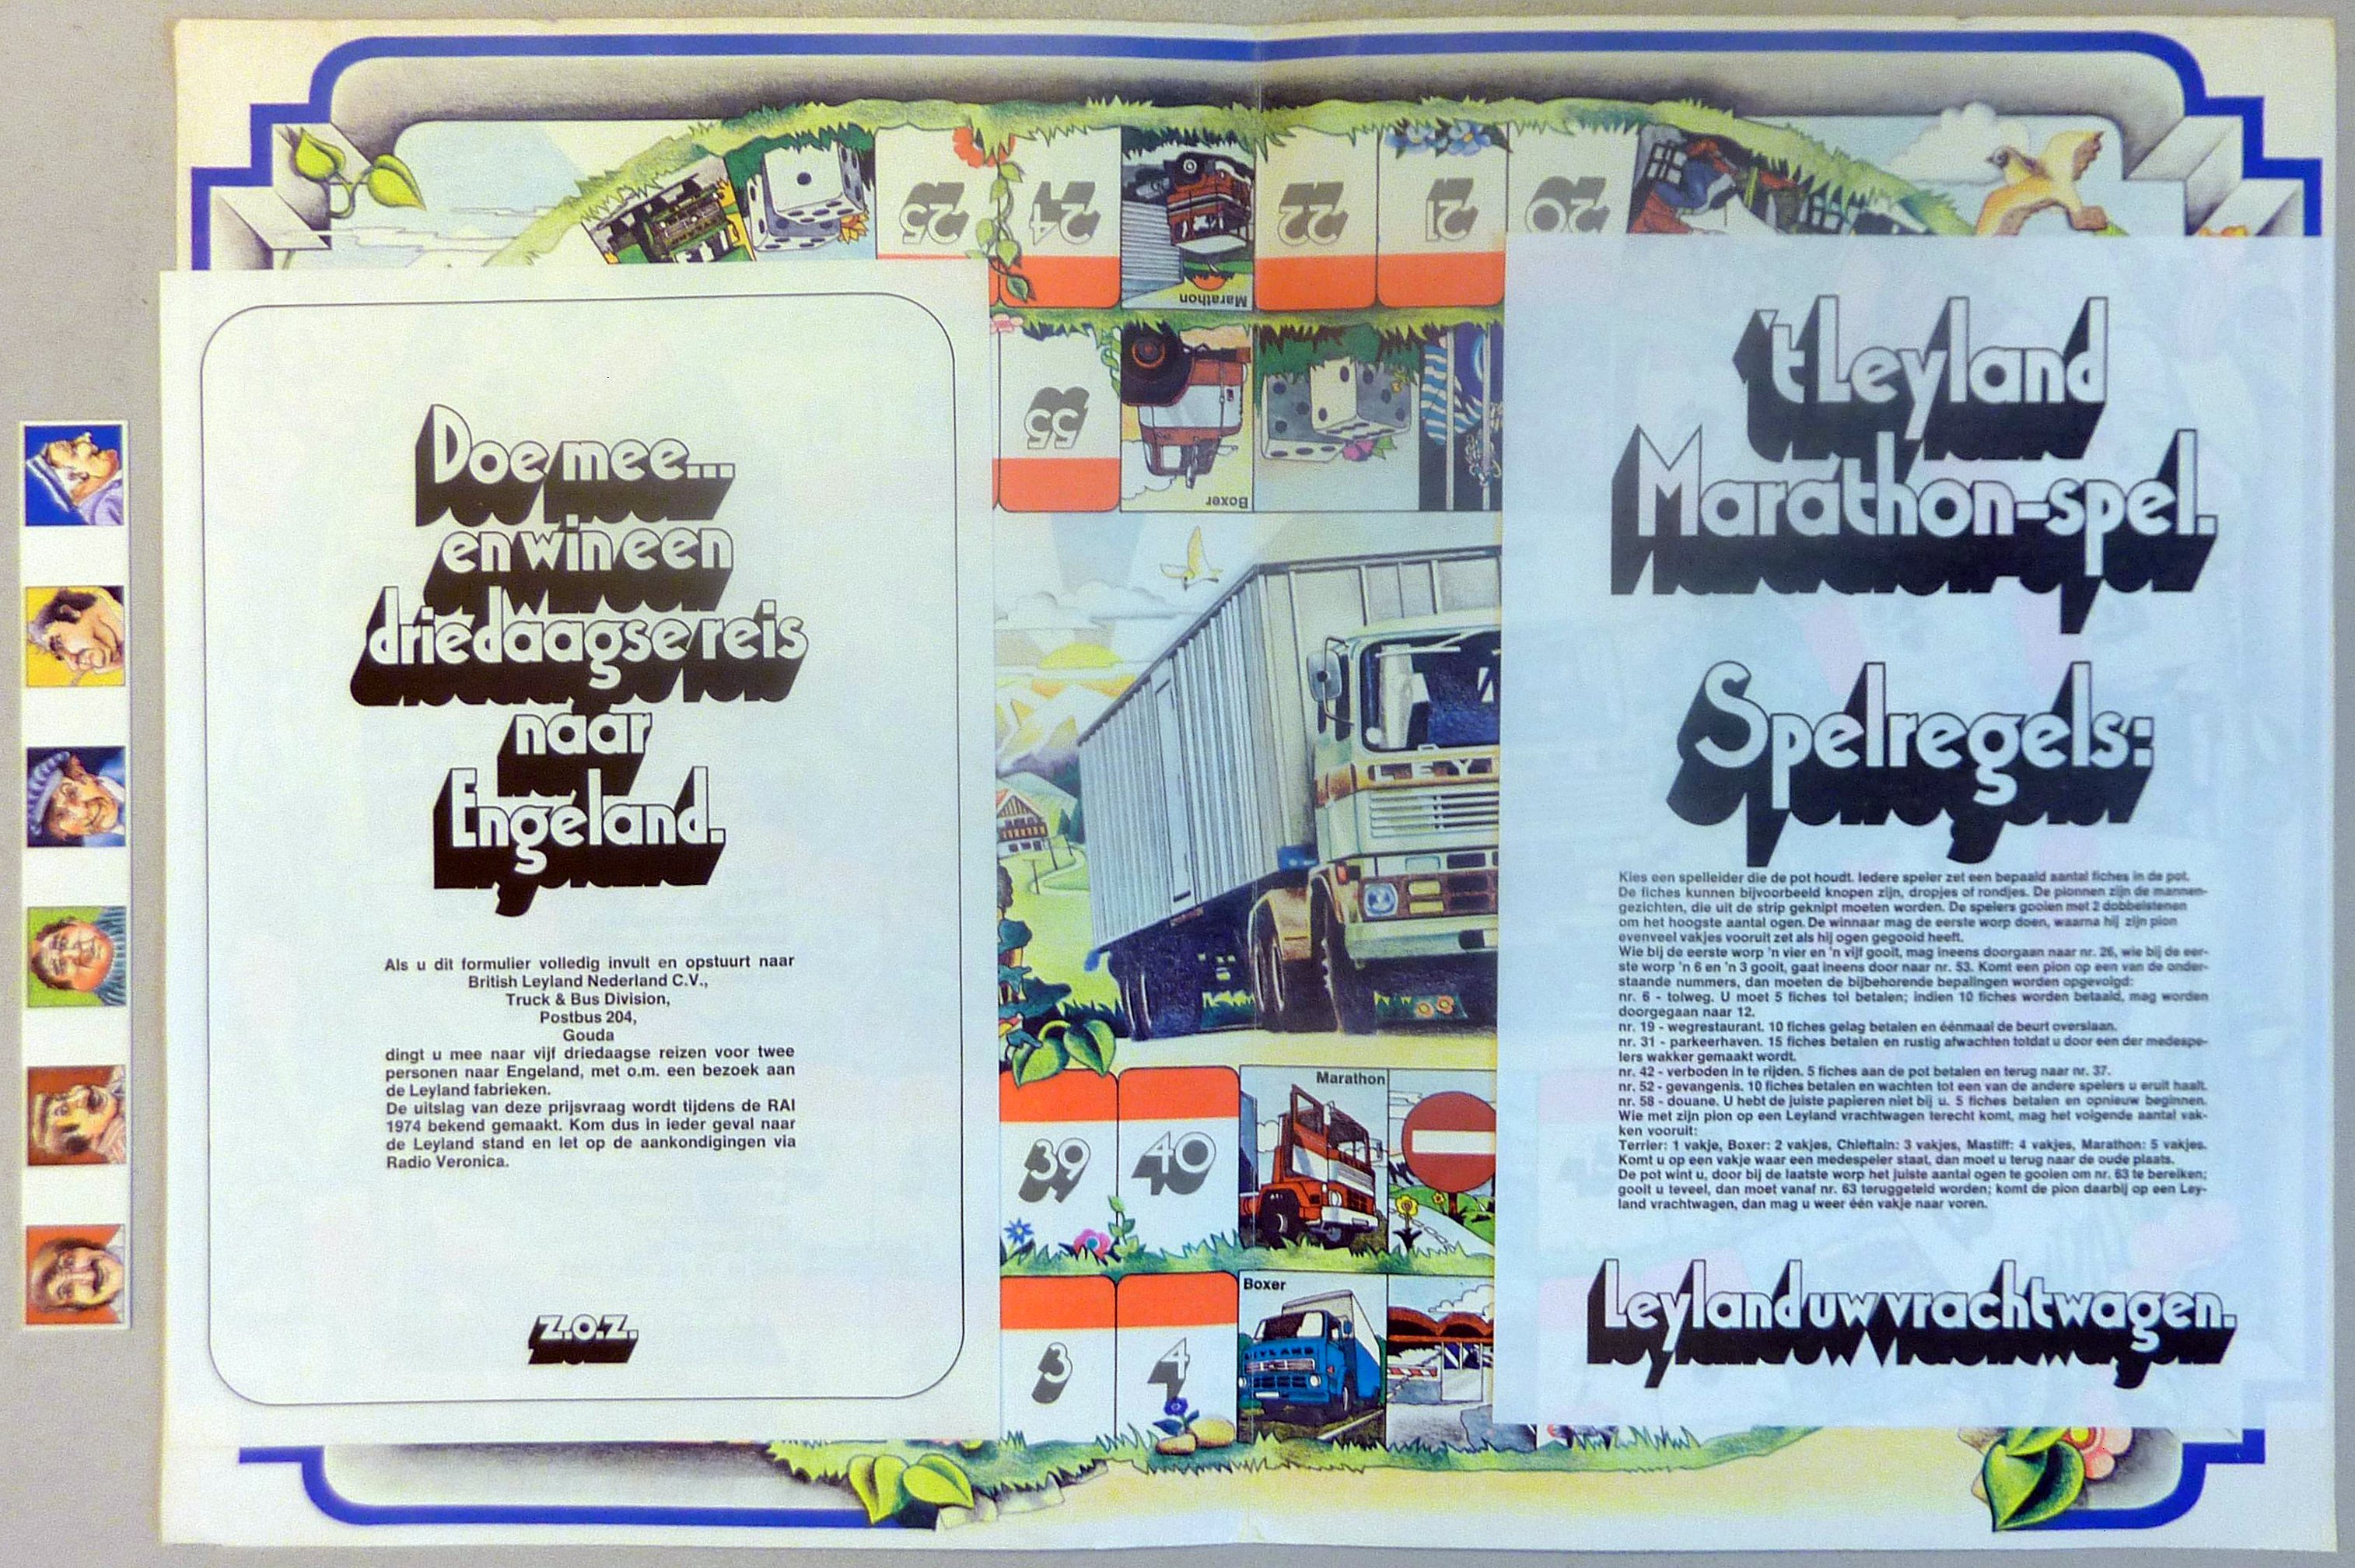 25
24
Marathon
22
21
20
55
Boxer
Doe mee...
en win een
driedaagse reis
naar
Engeland.
Als u dit formulier volledig invult en opstuurt naar
British Leyland Nederland C.V.,
Truck & Bus Division,
Postbus 204,
Gouda
dingt u mee naar vijf driedaagse reizen voor twee
personen naar Engeland, met o.m. een bezoek aan
de Leyland fabrieken.
De uitslag van deze prijsvraag wordt tijdens de RAI
1974 bekend gemaakt. Kom dus in ieder geval naar
de Leyland stand en let op de aankondigingen via
Radio Veronica.
z.o.z.
LEY
39
40
Marathon
3
4
Boxer
LEYLAND
't Leyland
Marathon-spel.
Spelregels:
Kies een spelleider die de pot houdt. Iedere speler zet een bepaald aantal fiches in de pot.
De fiches kunnen bijvoorbeeld knopen zijn, dropjes of rondjes. De pionnen zijn de mannen-
gezichten, die uit de strip geknipt moeten worden. De spelers gooien met 2 dobbelstenen
om het hoogste aantal ogen. De winnaar mag de eerste worp doen, waarna hij zijn pion
evenveel vakjes vooruit zet als hij ogen gegooid heeft.
Wie bij de eerste worp 'n vier en 'n vijf gooit, mag ineens doorgaan naar nr. 26, wie bij de eer-
ste worp 'n 6 en 'n 3 gooit, gaat ineens door naar nr. 53. Komt een pion op een van de onder-
staande nummers, dan moeten de bijbehorende bepalingen worden opgevolgd:
nr. 6 - tolweg. U moet 5 fiches tol betalen; indien 10 fiches worden betaald, mag worden
doorgegaan naar 12.
nr. 19 - wegrestaurant. 10 fiches gelag betalen en éénmaal de beurt overslaan.
nr. 31 - parkeerhaven. 15 fiches betalen en rustig afwachten totdat u door een der medespe-
lers wakker gemaakt wordt.
nr. 42 - verboden in te rijden. 5 fiches aan de pot betalen en terug naar nr. 37.
nr. 52 - gevangenis. 10 fiches betalen en wachten tot een van de andere spelers u eruit haalt.
nr. 58 - douane. U hebt de juiste papieren niet bij u. 5 fiches betalen en opnieuw beginnen.
Wie met zijn pion op een Leyland vrachtwagen terecht komt, mag het volgende aantal vak-
ken vooruit:
Terrier: 1 vakje, Boxer: 2 vakjes, Chieftain: 3 vakjes, Mastiff: 4 vakjes, Marathon: 5 vakjes.
Komt u op een vakje waar een medespeler staat, dan moet u terug naar de oude plaats.
De pot wint u, door bij de laatste worp het juiste aantal ogen te gooien om nr. 63 te bereiken;
gooit u teveel, dan moet vanaf nr. 63 teruggeteld worden; komt de pion daarbij op een Ley-
land vrachtwagen, dan mag u weer één vakje naar voren.
Leyland uw vrachtwagen.